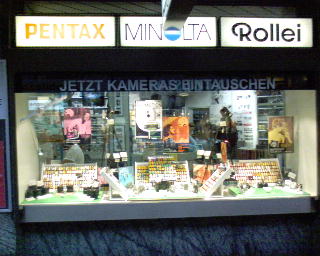 PENTAX MINOLTA Rollei
JETZT KAMERAS EINTAUSCHEN